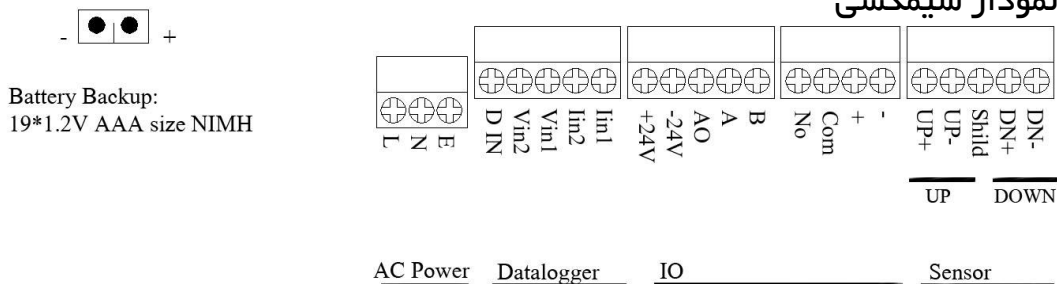 نمودار سیمکشی
- +
Battery Backup:
19*1.2V AAA size NIMH
L N E
D IN Vin2 Vin1 Iin2 Iin1
+24V -24V AO A B
No Com + -
UP+ UP- Shild DN+ DN-
UP DOWN
AC Power Datalogger IO Sensor